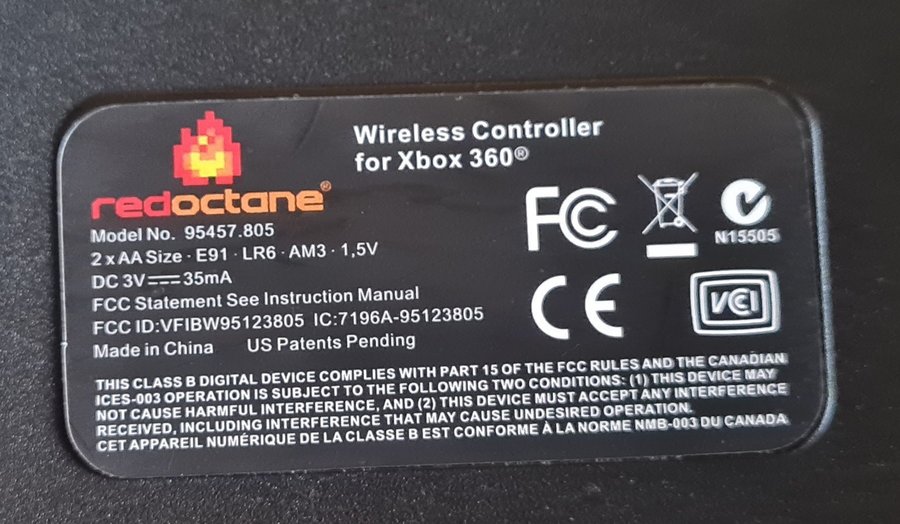 Wireless Controller
for Xbox 360®
redoctane®
Model No. 95457.805
2 x AA Size · E91 · LR6 · AM3 · 1,5V
DC 3V⎓35mA
FCC Statement See Instruction Manual
FCC ID:VFIBW95123805 IC:7196A-95123805
Made in China US Patents Pending
FC
N15505
CE
VCI
THIS CLASS B DIGITAL DEVICE COMPLIES WITH PART 15 OF THE FCC RULES AND THE CANADIAN
ICES-003 OPERATION IS SUBJECT TO THE FOLLOWING TWO CONDITIONS: (1) THIS DEVICE MAY
NOT CAUSE HARMFUL INTERFERENCE, AND (2) THIS DEVICE MUST ACCEPT ANY INTERFERENCE
RECEIVED, INCLUDING INTERFERENCE THAT MAY CAUSE UNDESIRED OPERATION.
CET APPAREIL NUMÉRIQUE DE LA CLASSE B EST CONFORME À LA NORME NMB-003 DU CANADA